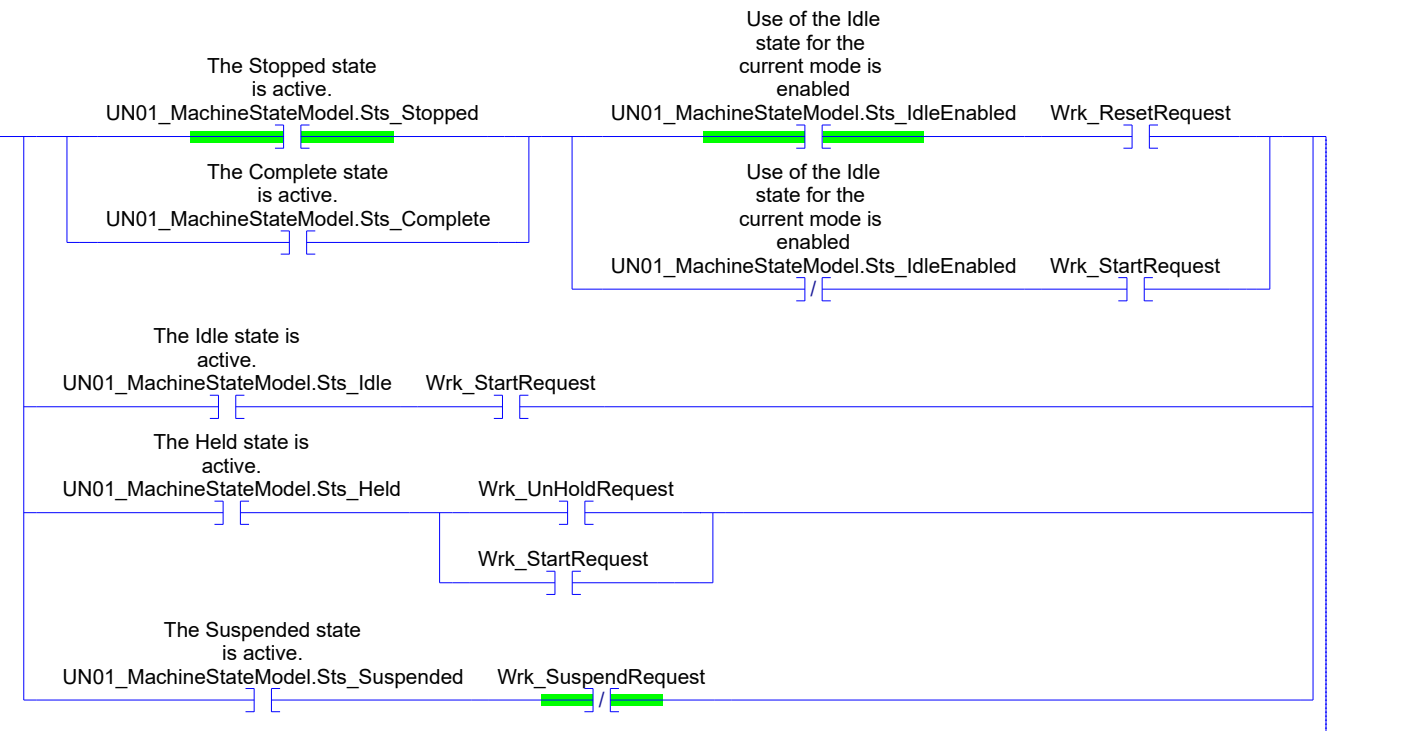 Use of the Idle
state for the
current mode is
enabled
The Stopped state
is active.
UN01_MachineStateModel.Sts_Stopped
UN01_MachineStateModel.Sts_IdleEnabled
Wrk_ResetRequest
The Complete state
is active.
UN01_MachineStateModel.Sts_Complete
Use of the Idle
state for the
current mode is
enabled
UN01_MachineStateModel.Sts_IdleEnabled
Wrk_StartRequest
/
The Idle state is
active.
UN01_MachineStateModel.Sts_Idle
Wrk_StartRequest
The Held state is
active.
UN01_MachineStateModel.Sts_Held
Wrk_UnHoldRequest
Wrk_StartRequest
The Suspended state
is active.
UN01_MachineStateModel.Sts_Suspended
Wrk_SuspendRequest
/